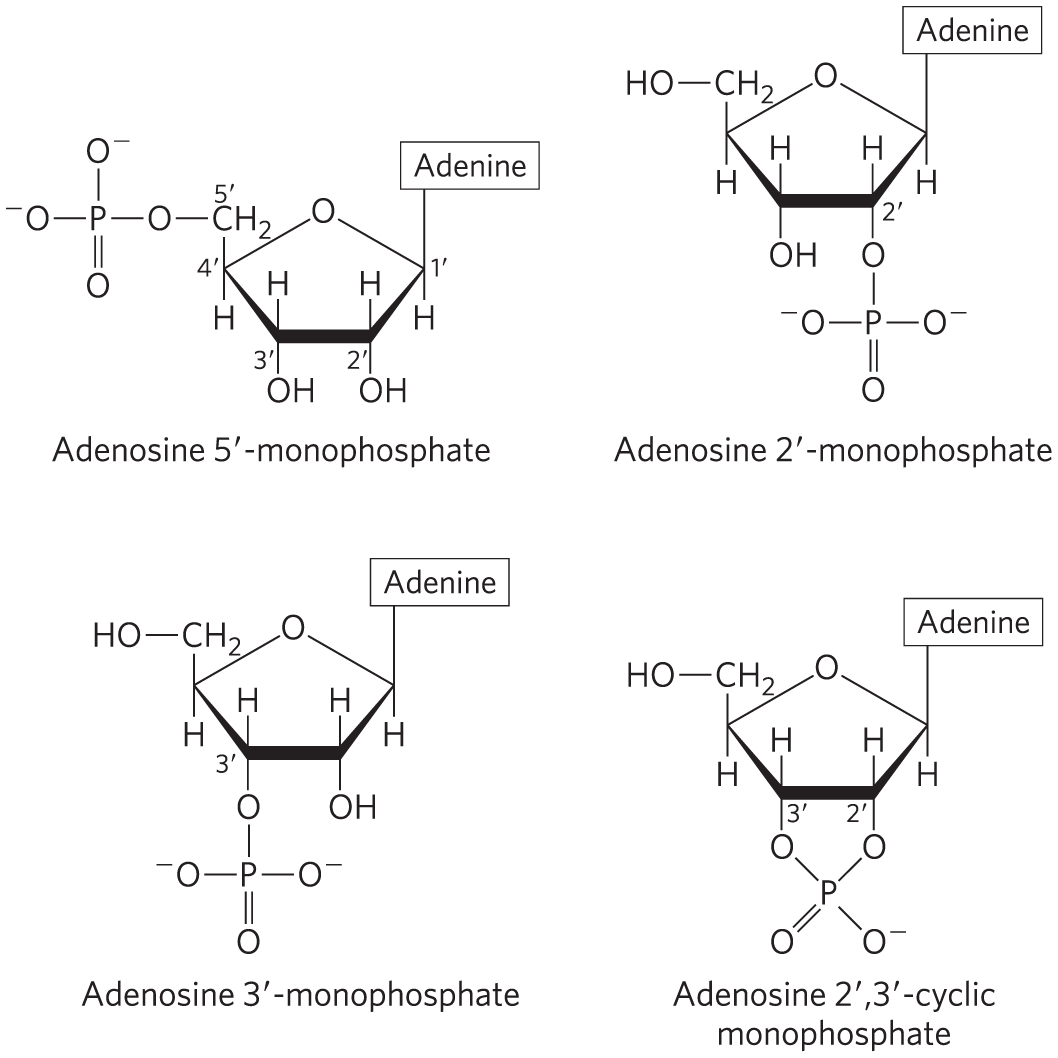 Adenine
HO—CH₂
O
H
H
H
H
2′
OH
O
⁻O—P—O⁻
O
Adenosine 2′-monophosphate
O⁻
Adenine
⁻O—P—O—CH₂
5′
O
O
4′
1′
H
H
H
H
3′
2′
OH
OH
Adenosine 5′-monophosphate
Adenine
HO—CH₂
O
H
H
H
H
3′
O
OH
⁻O—P—O⁻
O
Adenosine 3′-monophosphate
Adenine
HO—CH₂
O
H
H
H
H
3′
2′
O
O
P
O
O⁻
Adenosine 2′,3′-cyclic
monophosphate